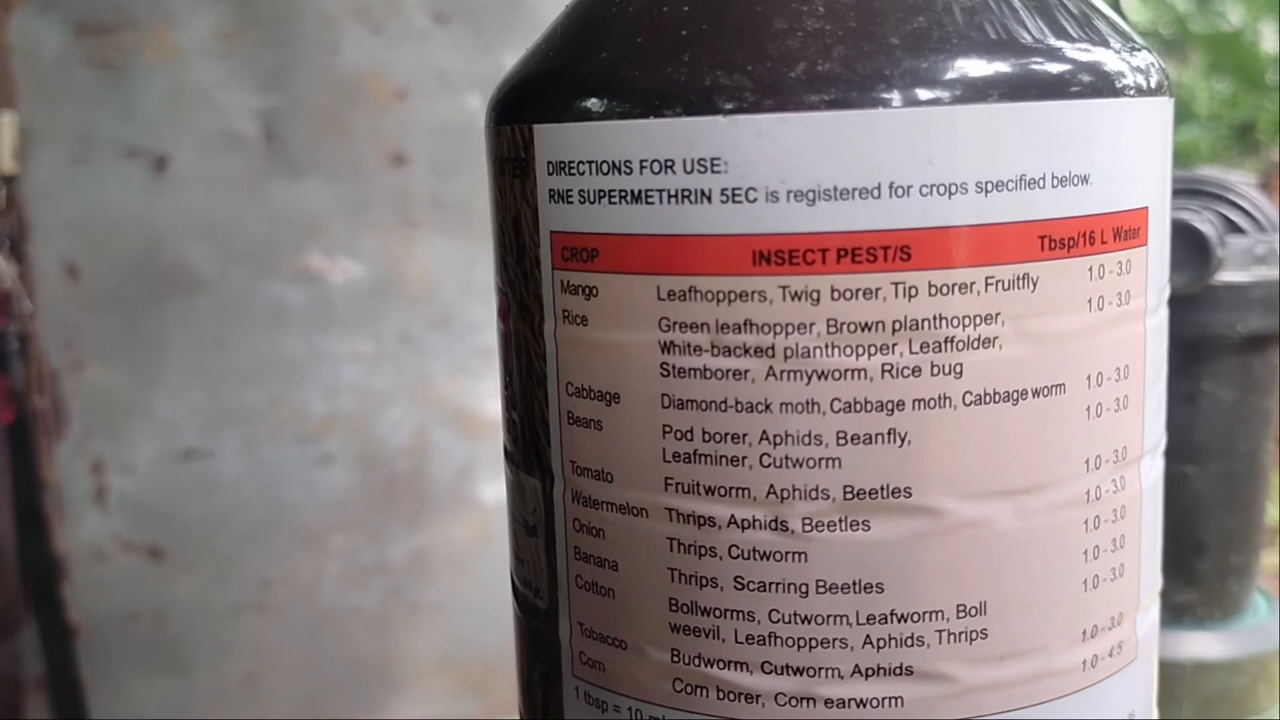 DIRECTIONS FOR USE:
RNE SUPERMETHRIN 5EC is registered for crops specified below.
CROP INSECT PEST/S Tbsp/16 L Water
Mango Leafhoppers, Twig borer, Tip borer, Fruitfly 1.0 - 3.0
Rice Green leafhopper, Brown planthopper, 1.0 - 3.0
White-backed planthopper, Leaffolder,
Stemborer, Armyworm, Rice bug
Cabbage Diamond-back moth, Cabbage moth, Cabbage worm 1.0 - 3.0
Beans Pod borer, Aphids, Beanfly, 1.0 - 3.0
Leafminer, Cutworm
Tomato Fruitworm, Aphids, Beetles 1.0 - 3.0
Watermelon Thrips, Aphids, Beetles 1.0 - 3.0
Onion Thrips, Cutworm 1.0 - 3.0
Banana Thrips, Scarring Beetles 1.0 - 3.0
Cotton Bollworms, Cutworm, Leafworm, Boll 1.0 - 3.0
weevil, Leafhoppers, Aphids, Thrips
Tobacco Budworm, Cutworm, Aphids 1.0 - 3.0
Corn Corn borer, Corn earworm 1.0 - 4.5
1 tbsp = 10